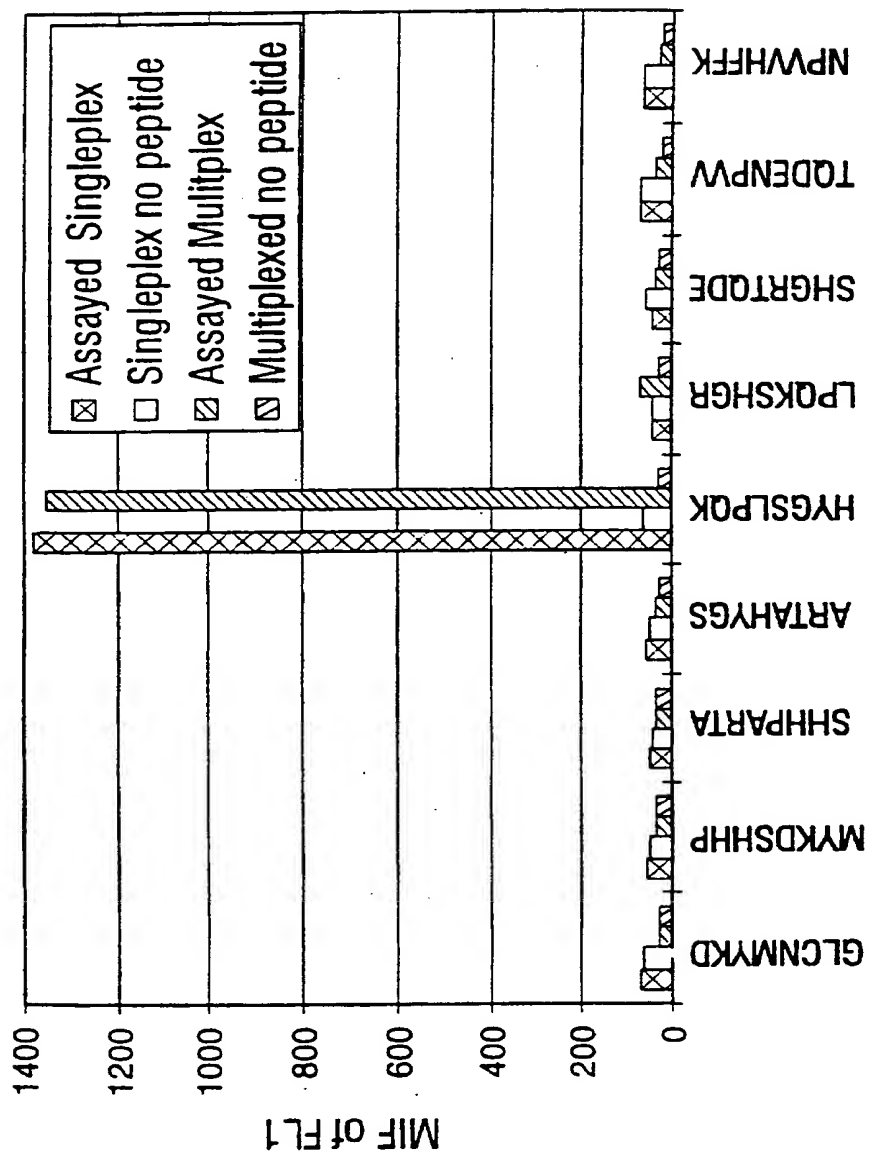 MIF of FL1
1400
1200
1000
800
600
400
200
0
Assayed Singleplex
Singleplex no peptide
Assayed Mulitplex
Multiplexed no peptide
GLCNMYKD
MYKDSHHP
SHHPARTA
ARTAHYGS
HYGSLPQK
LPQKSHGR
SHGRTQDE
TQDENPVV
NPVVHFFK